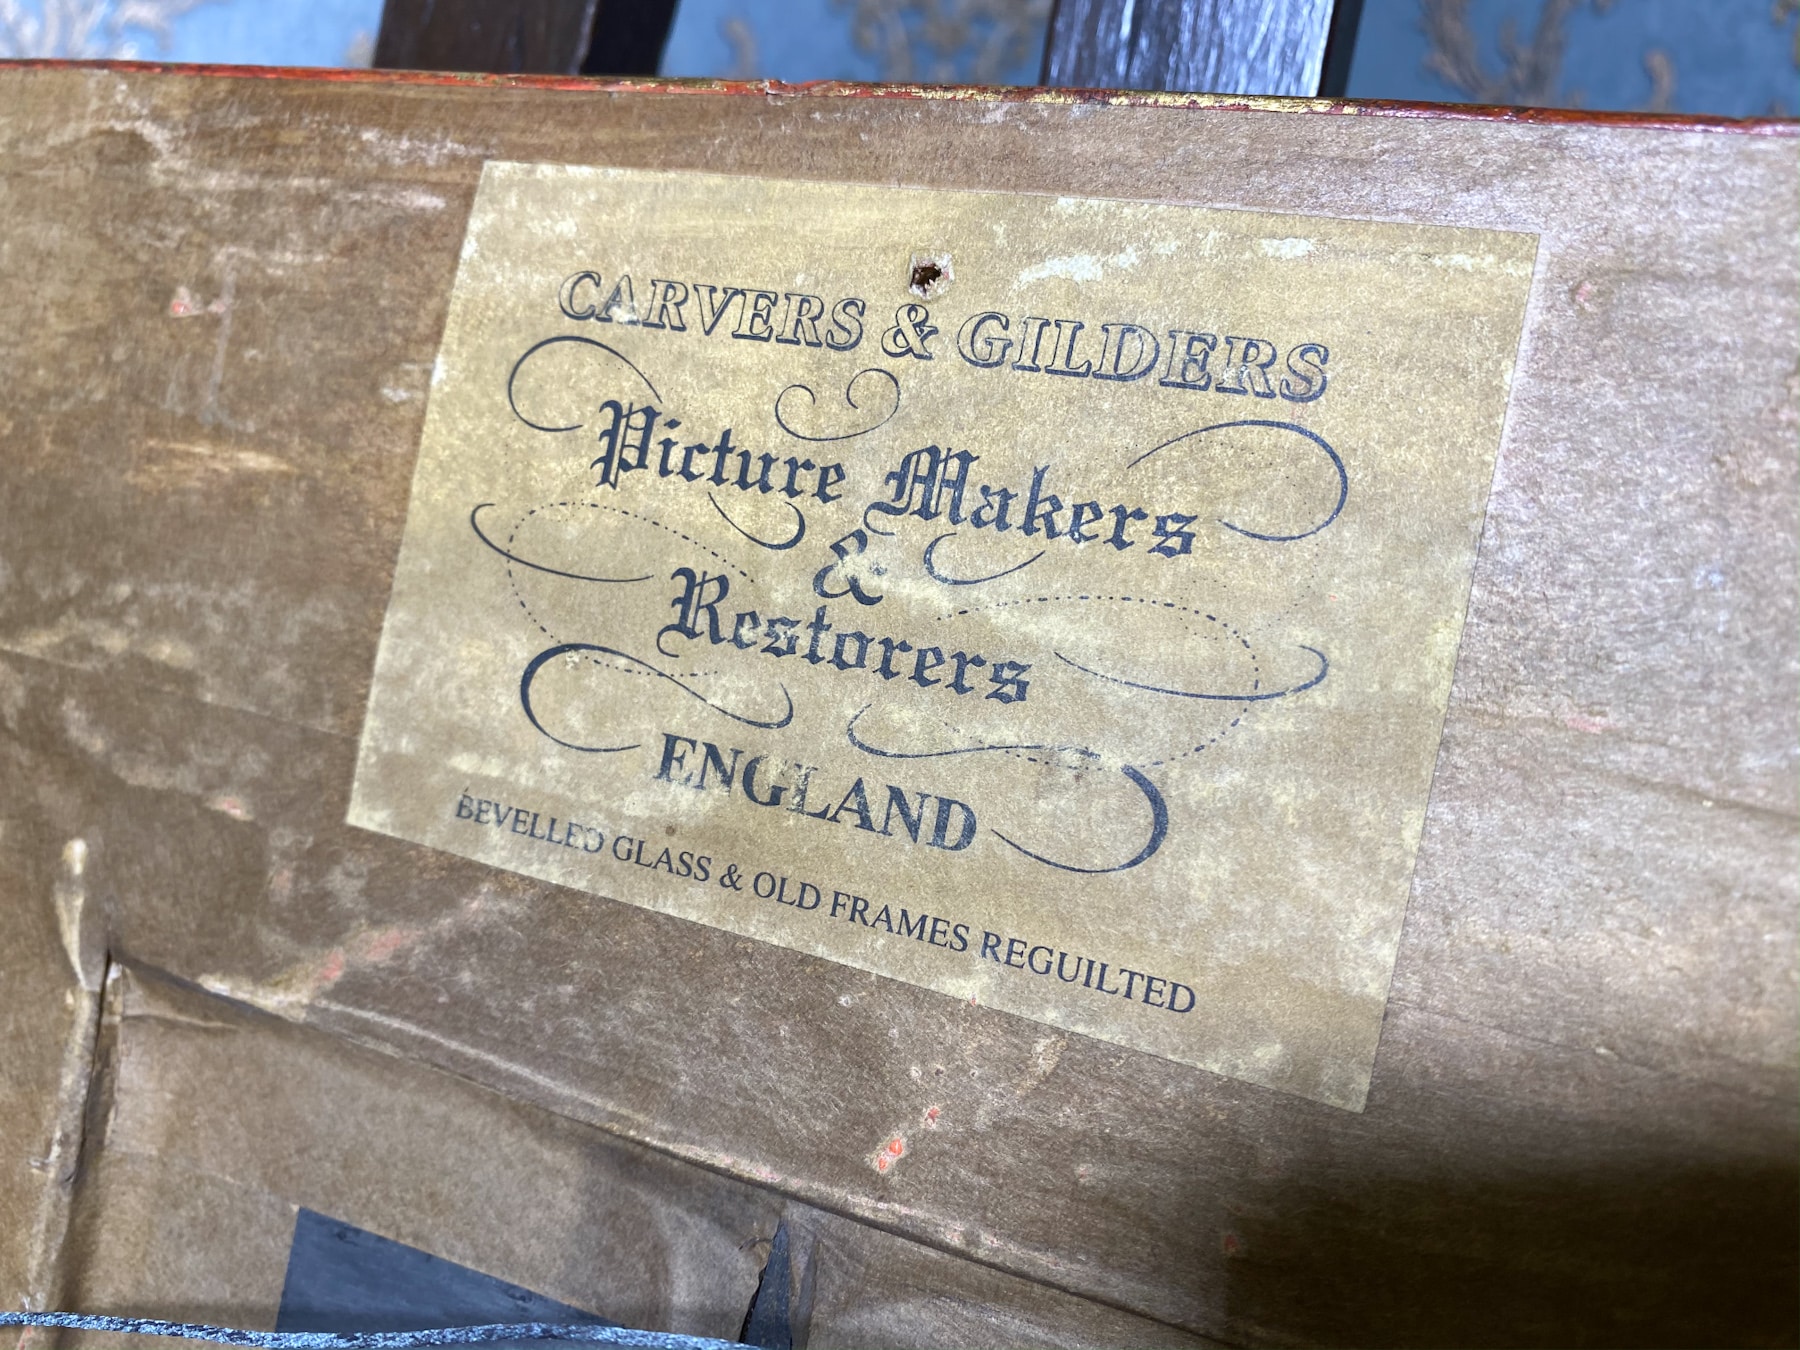 CARVERS & GILDERS
Picture Makers
&
Restorers
ENGLAND
BEVELLED GLASS & OLD FRAMES REGUILTED